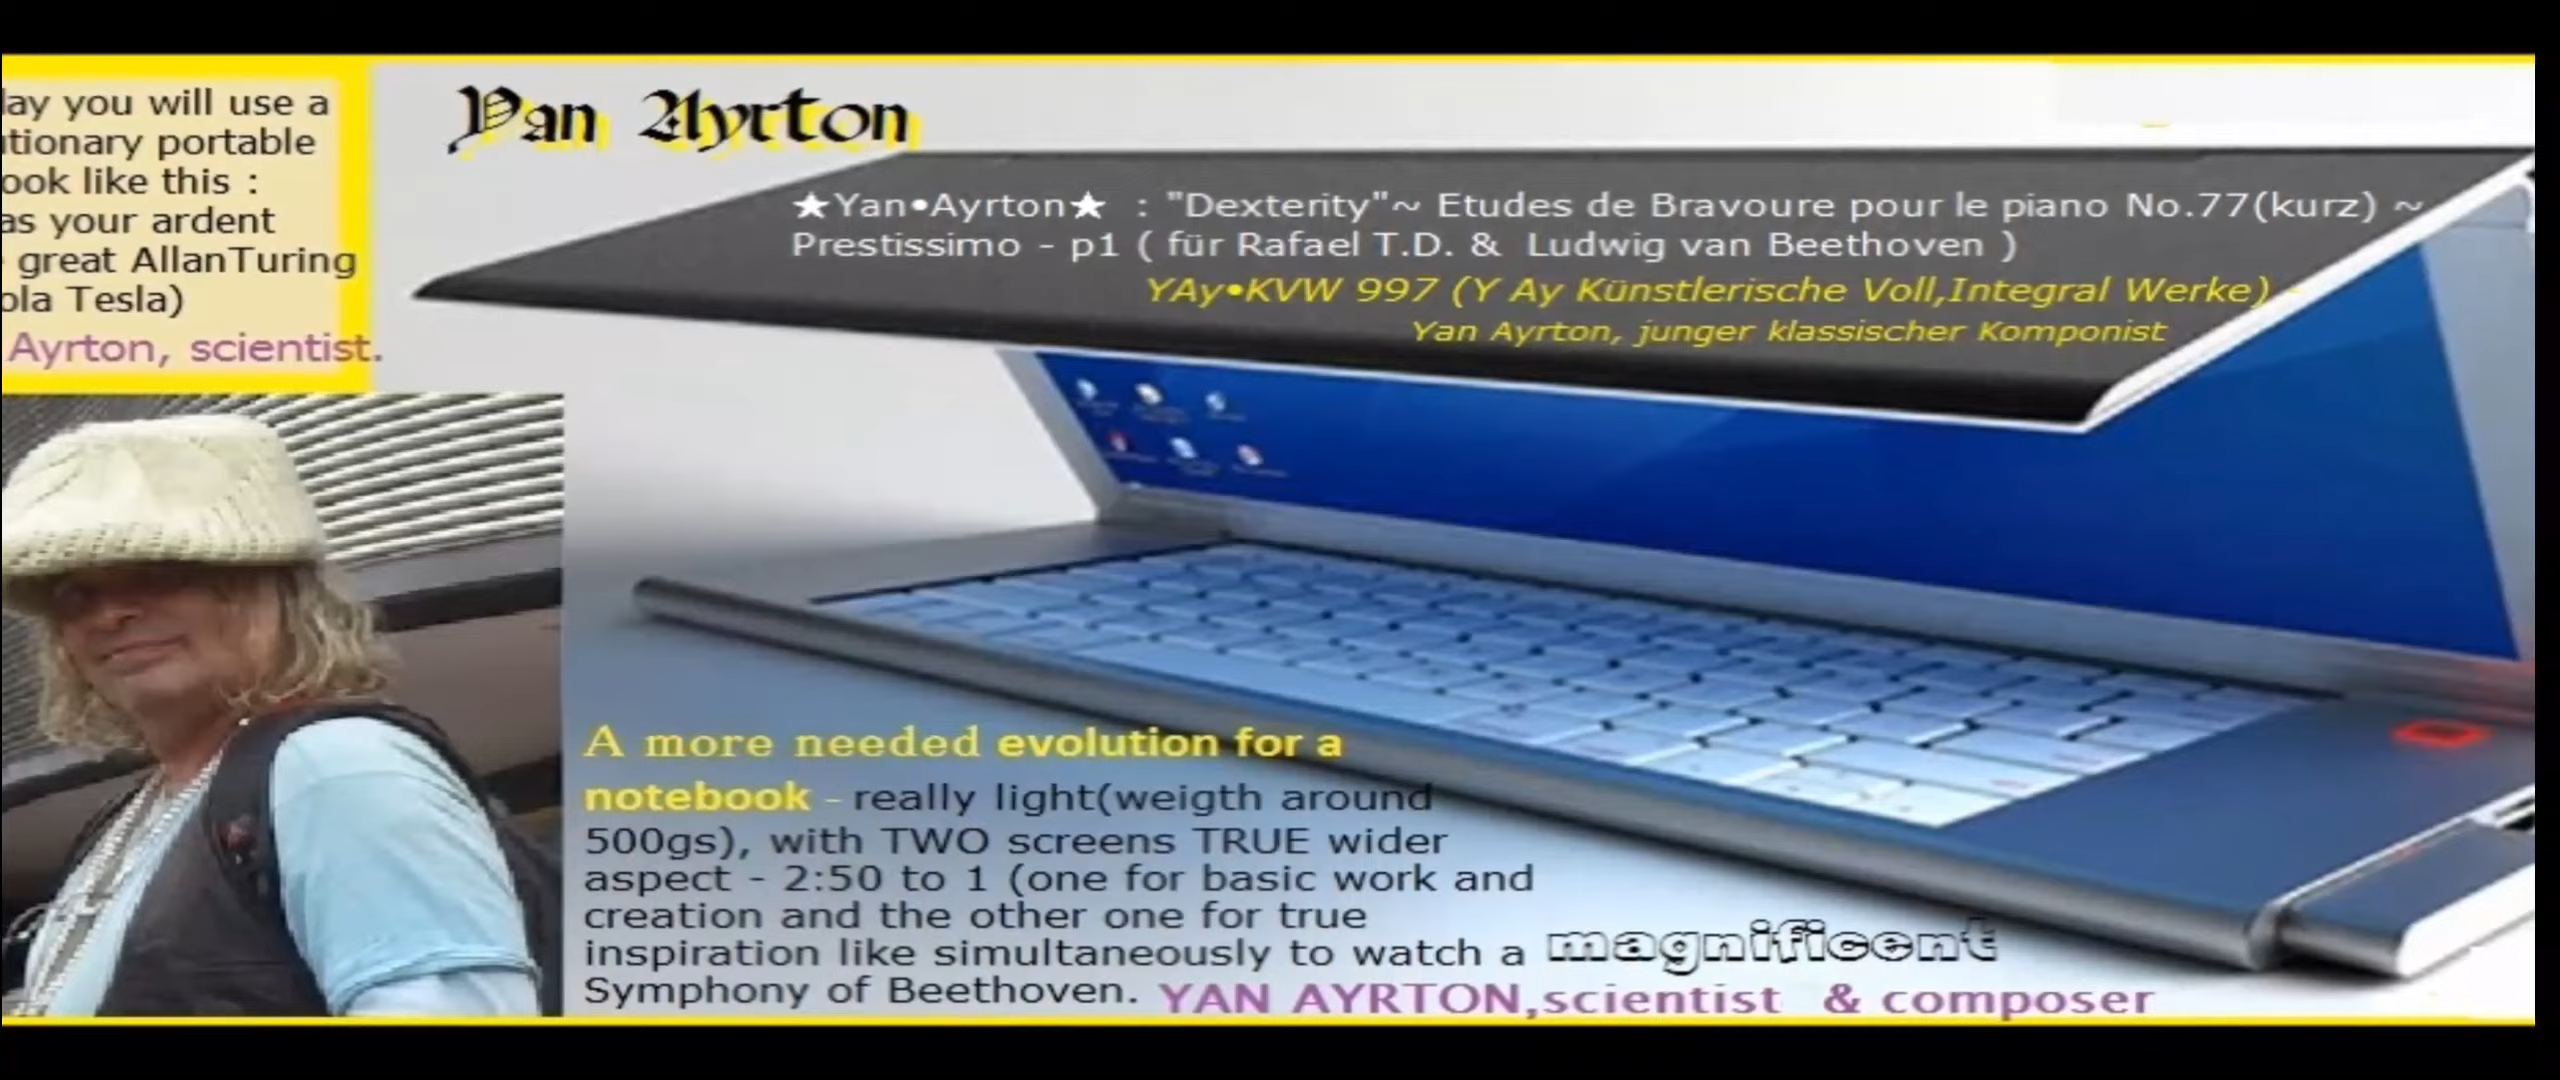 lay you will use a
tionary portable
ook like this :
as your ardent
great AllanTuring
ola Tesla)
Ayrton, scientist.
Yan Ayrton
★Yan•Ayrton★ : "Dexterity"~ Etudes de Bravoure pour le piano No.77(kurz) ~
Prestissimo - p1 ( für Rafael T.D. & Ludwig van Beethoven )
YAy•KVW 997 (Y Ay Künstlerische Voll,Integral Werke) -
Yan Ayrton, junger klassischer Komponist
A more needed evolution for a
notebook - really light(weigth around
500gs), with TWO screens TRUE wider
aspect - 2:50 to 1 (one for basic work and
creation and the other one for true
inspiration like simultaneously to watch a magnificent
Symphony of Beethoven. YAN AYRTON,scientist & composer